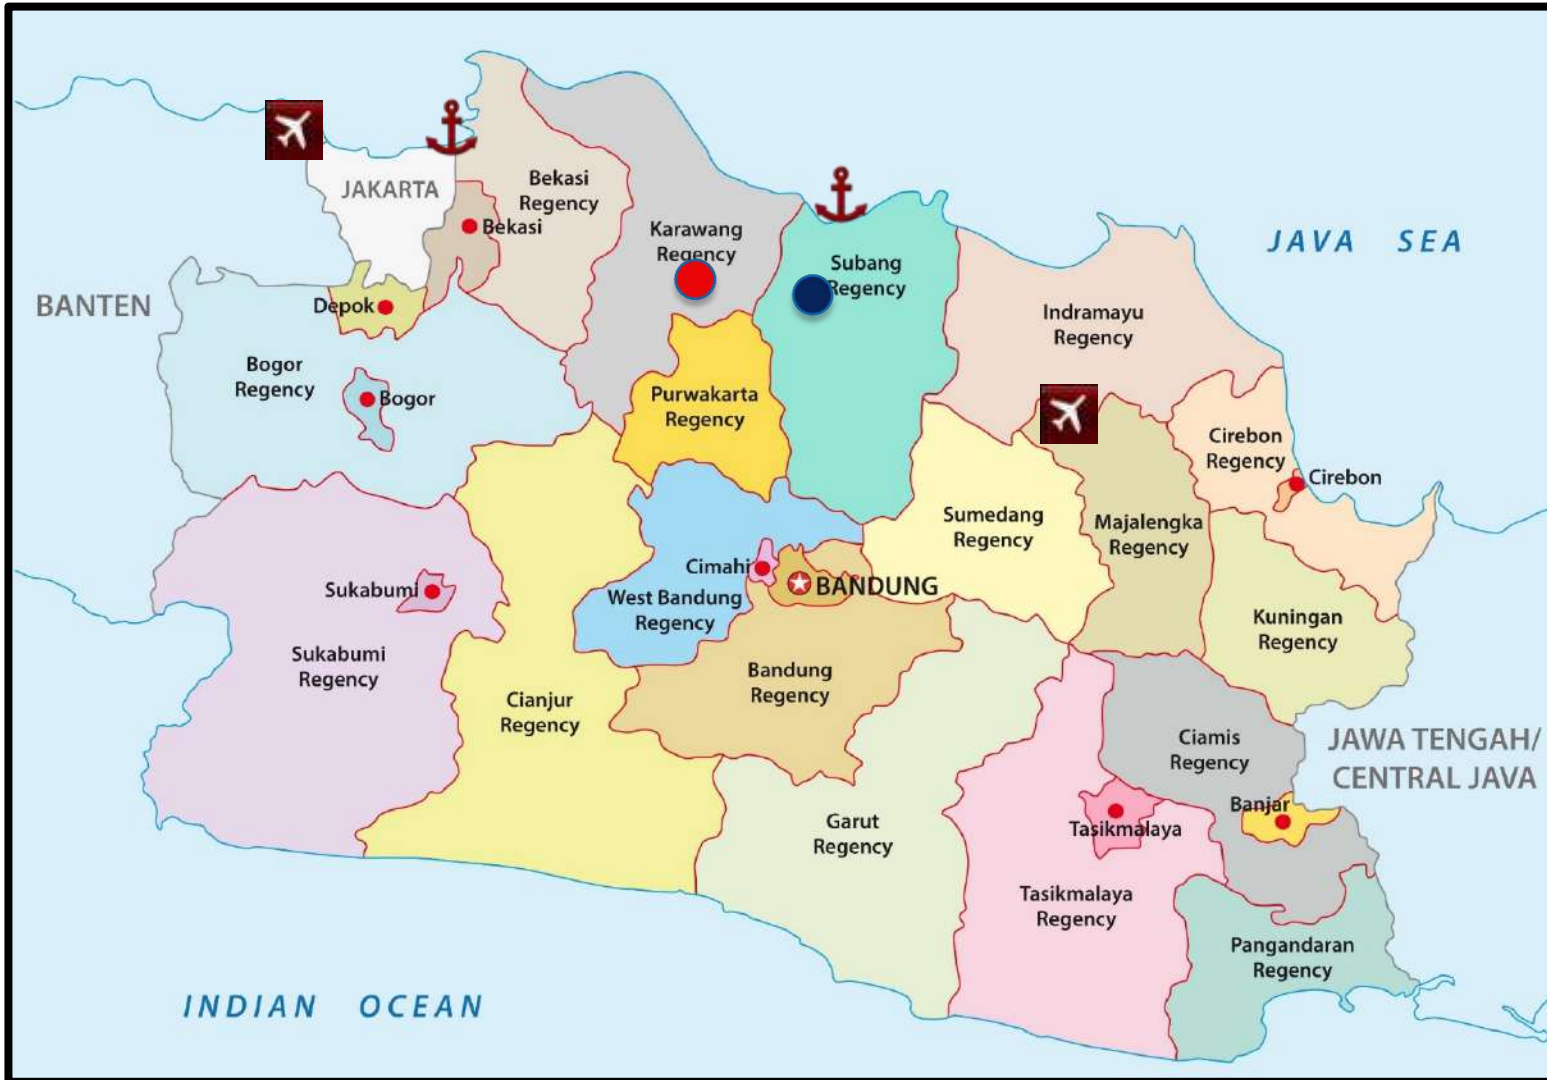 JAKARTA
Bekasi
Regency
Bekasi
Karawang
Regency
Subang
Regency
JAVA SEA
BANTEN
Depok
Indramayu
Regency
Bogor
Regency
Bogor
Purwakarta
Regency
Cirebon
Regency
Cirebon
Sumedang
Regency
Majalengka
Regency
Cimahi
BANDUNG
West Bandung
Regency
Sukabumi
Sukabumi
Regency
Kuningan
Regency
Bandung
Regency
Cianjur
Regency
Ciamis
Regency
JAWA TENGAH/
CENTRAL JAVA
Banjar
Tasikmalaya
Garut
Regency
Tasikmalaya
Regency
Pangandaran
Regency
INDIAN OCEAN